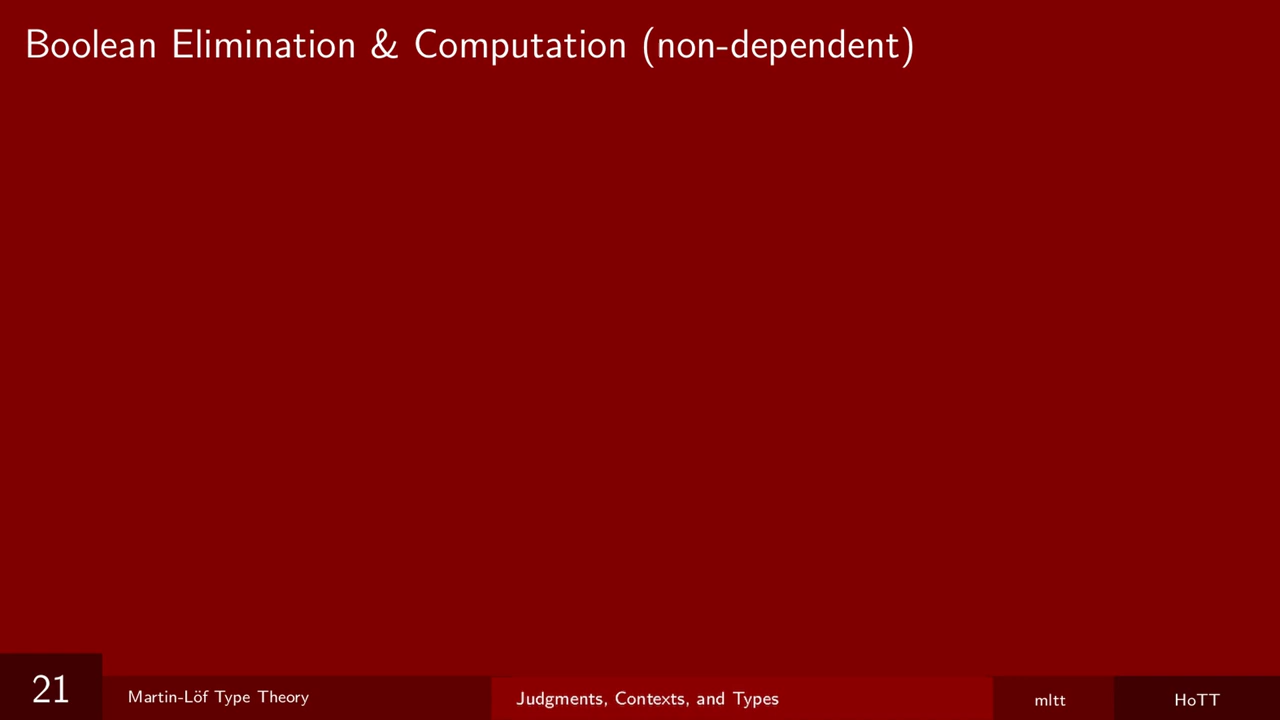 Boolean Elimination & Computation (non-dependent)
21
Martin-Löf Type Theory
Judgments, Contexts, and Types
mltt
HoTT